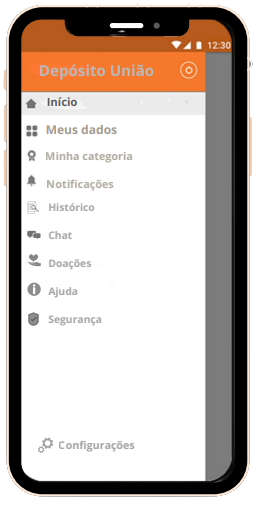 12:30
Depósito União
Início
Meus dados
Minha categoria
Notificações
Histórico
Chat
Doações
Ajuda
Segurança
Configurações